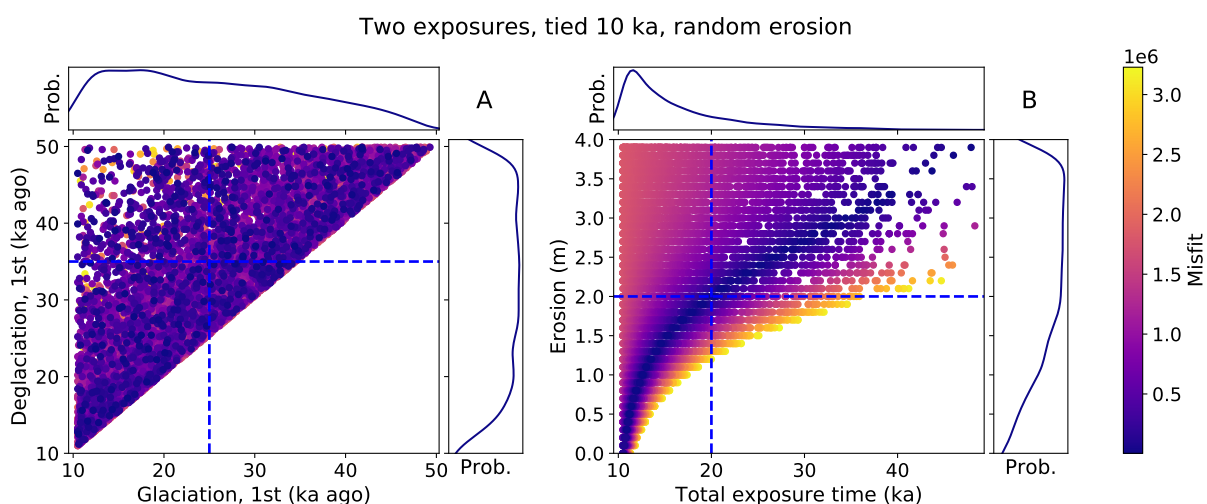 Two exposures, tied 10 ka, random erosion
Prob.
A
Prob.
B
1e6
50
40
30
20
10
Deglaciation, 1st (ka ago)
10
20
30
40
50
Glaciation, 1st (ka ago)
Prob.
4.0
3.5
3.0
2.5
2.0
1.5
1.0
0.5
0.0
Erosion (m)
10
20
30
40
Total exposure time (ka)
Prob.
3.0
2.5
2.0
1.5
1.0
0.5
Misfit